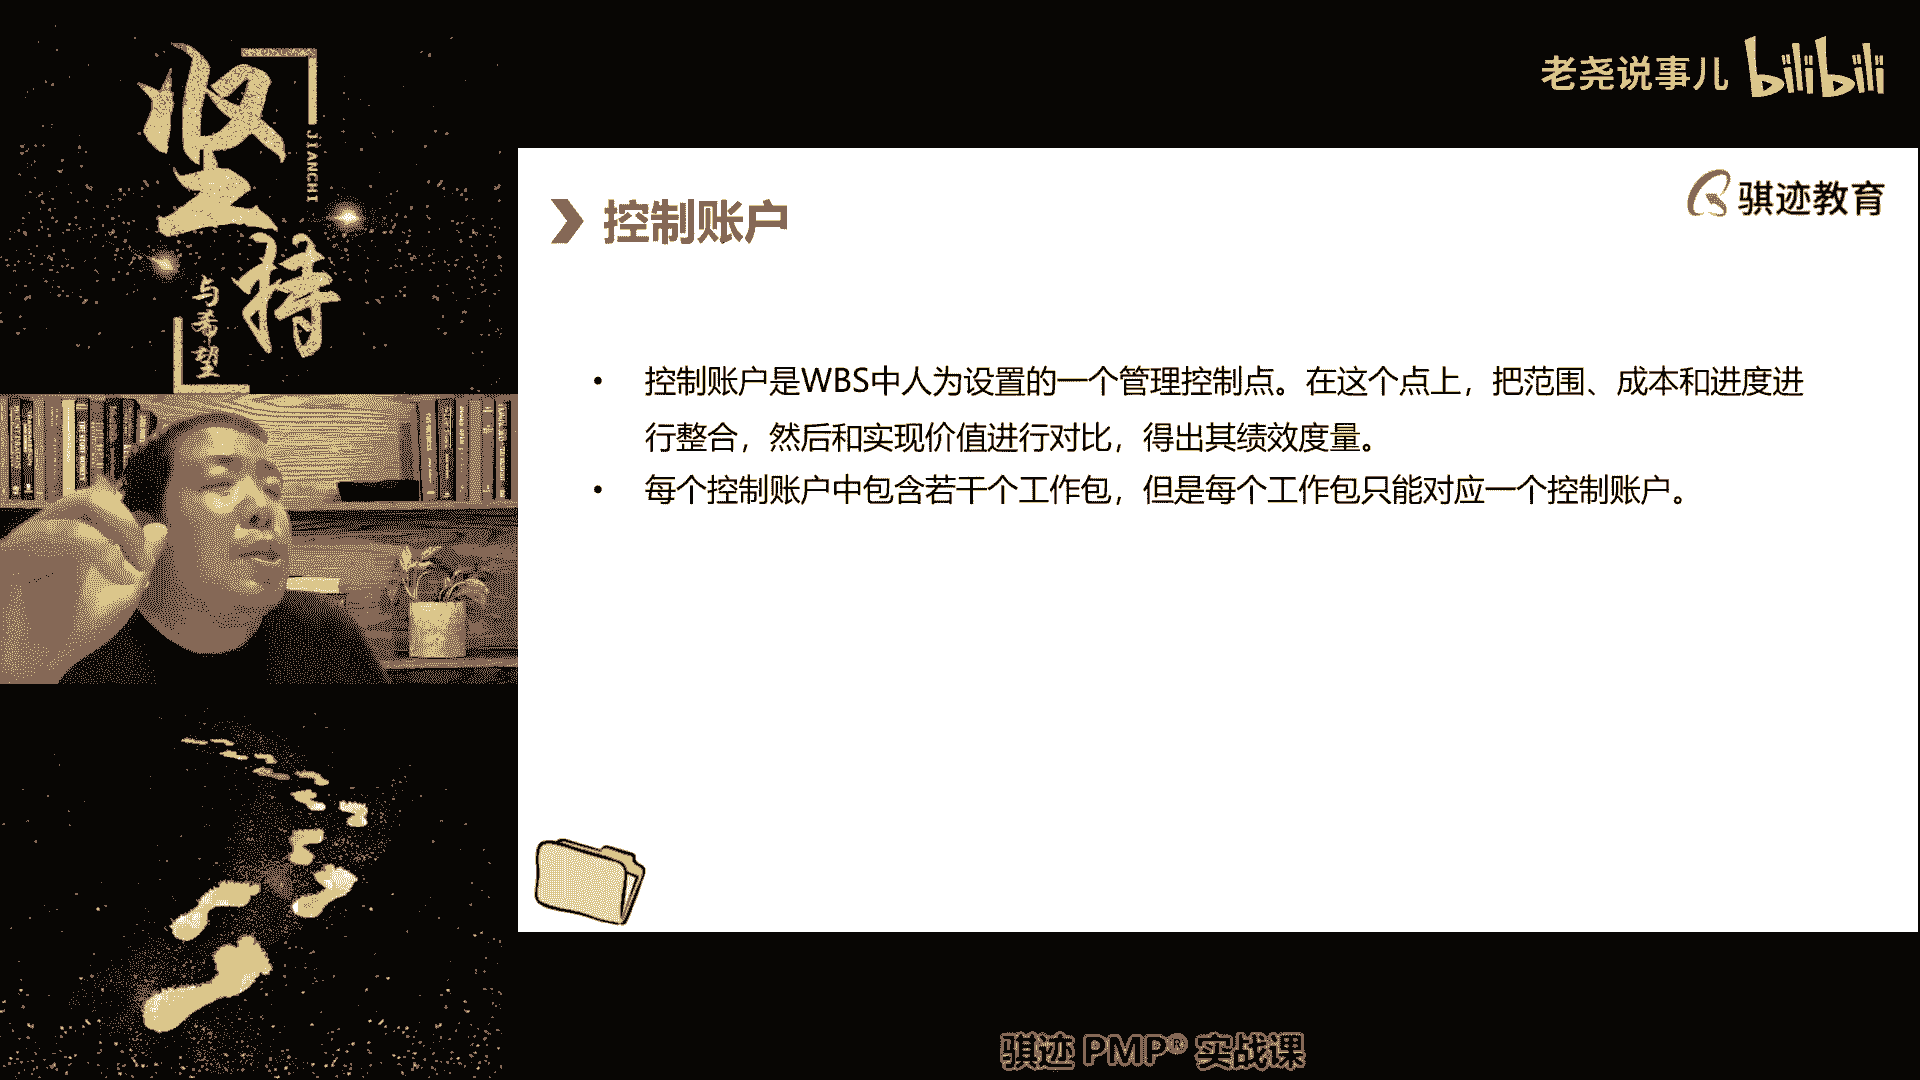 坚持
JIANCHI
与希望
老尧说事儿 bilibili
骐迹教育
控制账户
• 控制账户是WBS中人为设置的一个管理控制点。在这个点上，把范围、成本和进度进
行整合，然后和实现价值进行对比，得出其绩效度量。
• 每个控制账户中包含若干个工作包，但是每个工作包只能对应一个控制账户。
骐迹 PMP® 实战课